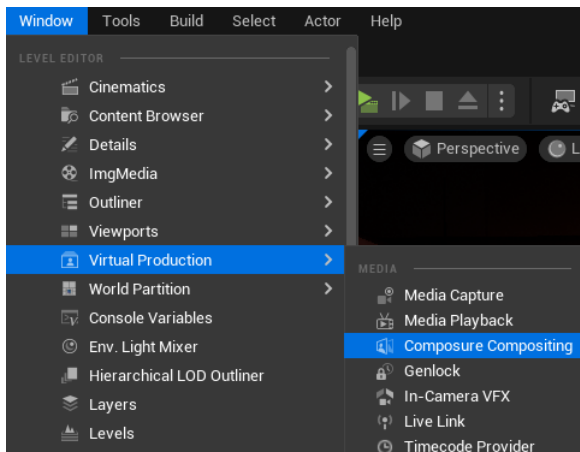 Window Tools Build Select Actor Help
LEVEL EDITOR
Cinematics
Content Browser
Details
Perspective L
ImgMedia
Outliner
Viewports
Virtual Production
MEDIA
World Partition
Media Capture
Console Variables
Media Playback
Env. Light Mixer
Composure Compositing
Hierarchical LOD Outliner
Genlock
Layers
In-Camera VFX
Levels
Live Link
Timecode Provider